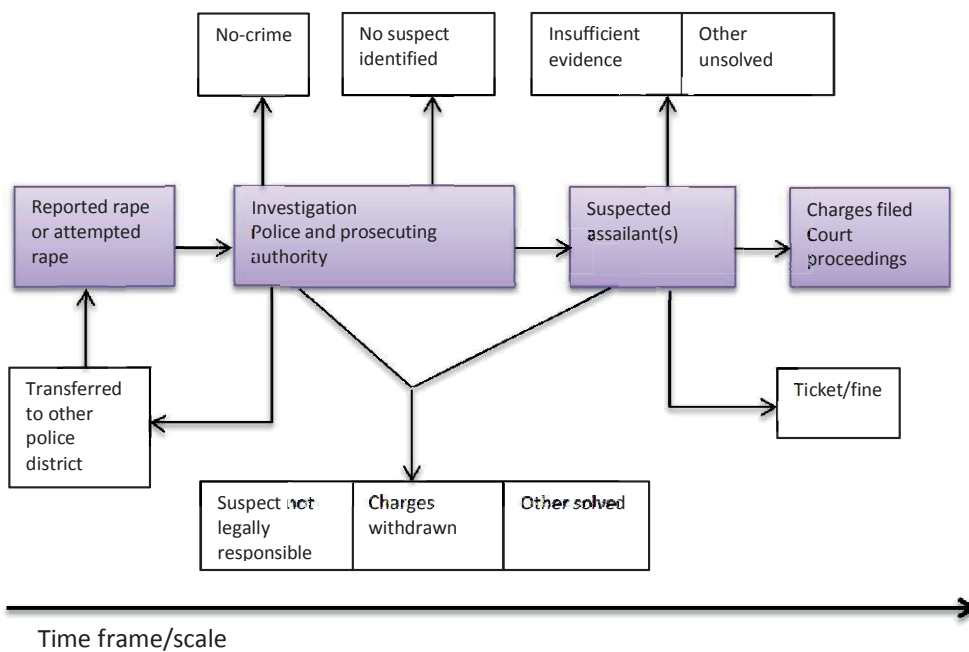 No-crime
No suspect
identified
Insufficient
evidence
Other
unsolved
Reported rape
or attempted
rape
Investigation
Police and prosecuting
authority
Suspected
assailant(s)
Charges filed
Court
proceedings
Transferred
to other
police
district
Ticket/fine
Suspect not
legally
responsible
Charges
withdrawn
Other solved
Time frame/scale